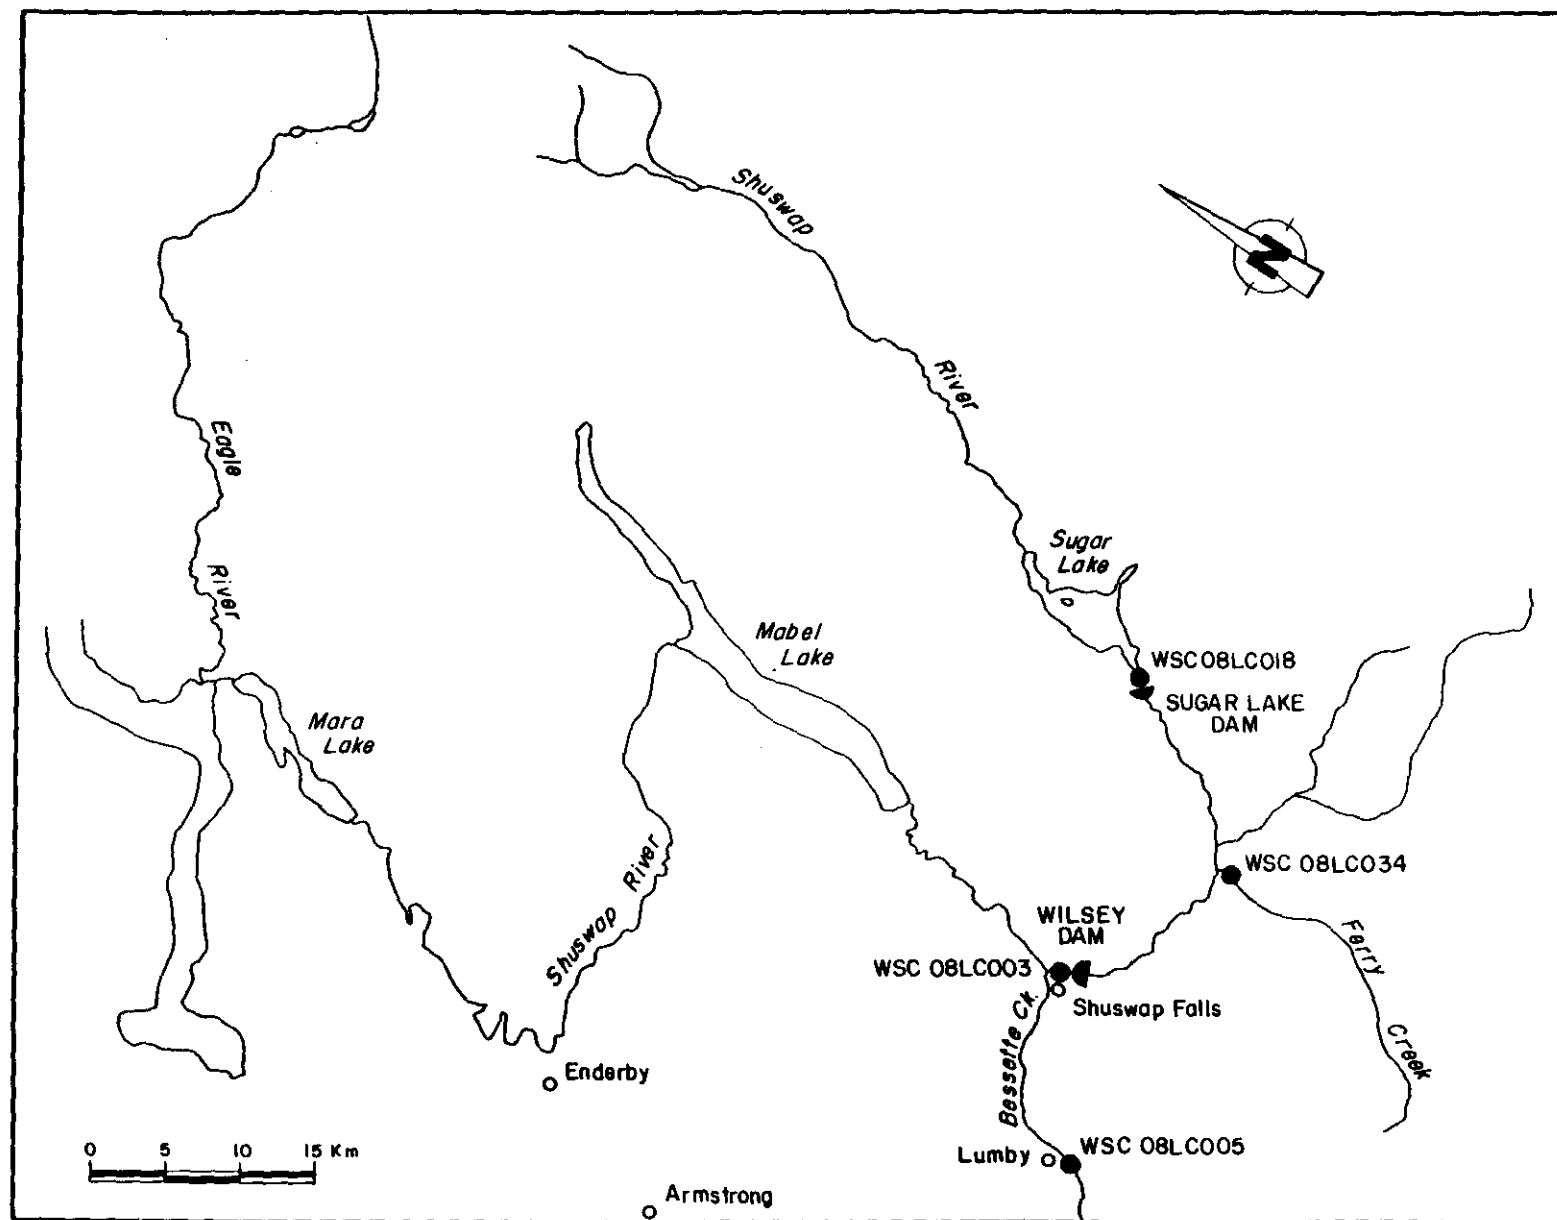 Shuswap
River
N
Eagle
River
Sugar
Lake
Mabel
Lake
WSC 08LC018
SUGAR LAKE
DAM
Mara
Lake
Shuswap River
WSC 08LC034
WILSEY
DAM
WSC 08LC003
Shuswap Falls
Ferry
Creek
Bessette Ck.
Enderby
0 5 10 15 Km
Lumby
WSC 08LC005
Armstrong